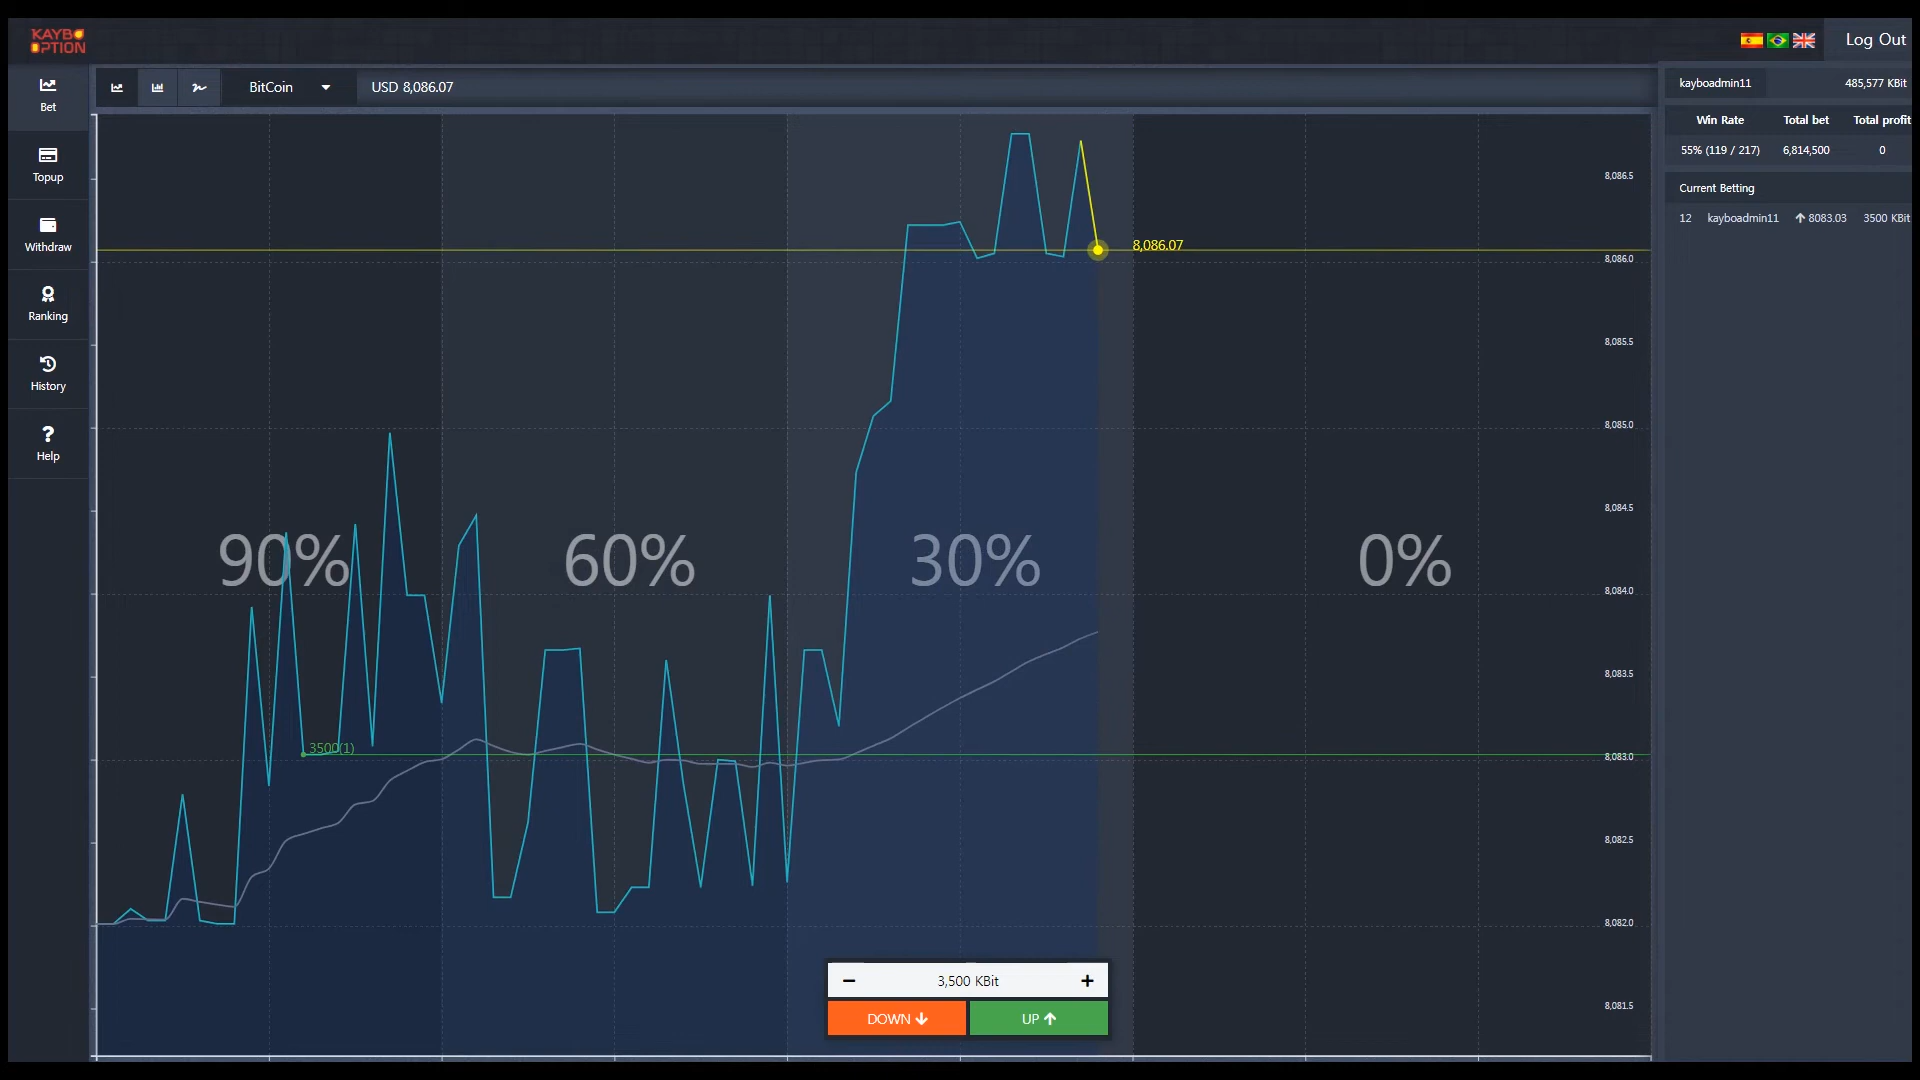 KAYBO
OPTION
Log Out
Bet
Topup
Withdraw
Ranking
History
Help
BitCoin
USD 8,086.07
kayboadmin11 485,577 KBit
Win Rate Total bet Total profit
55% (119 / 217) 6,814,500 0
Current Betting
12 kayboadmin11 ↑ 8083.03 3500 KBit
8,086.07
8,086.5
8,086.0
8,085.5
8,085.0
8,084.5
8,084.0
8,083.5
8,083.0
8,082.5
8,082.0
8,081.5
90% 60% 30% 0%
3500(1)
− 3,500 KBit +
DOWN ↓ UP ↑